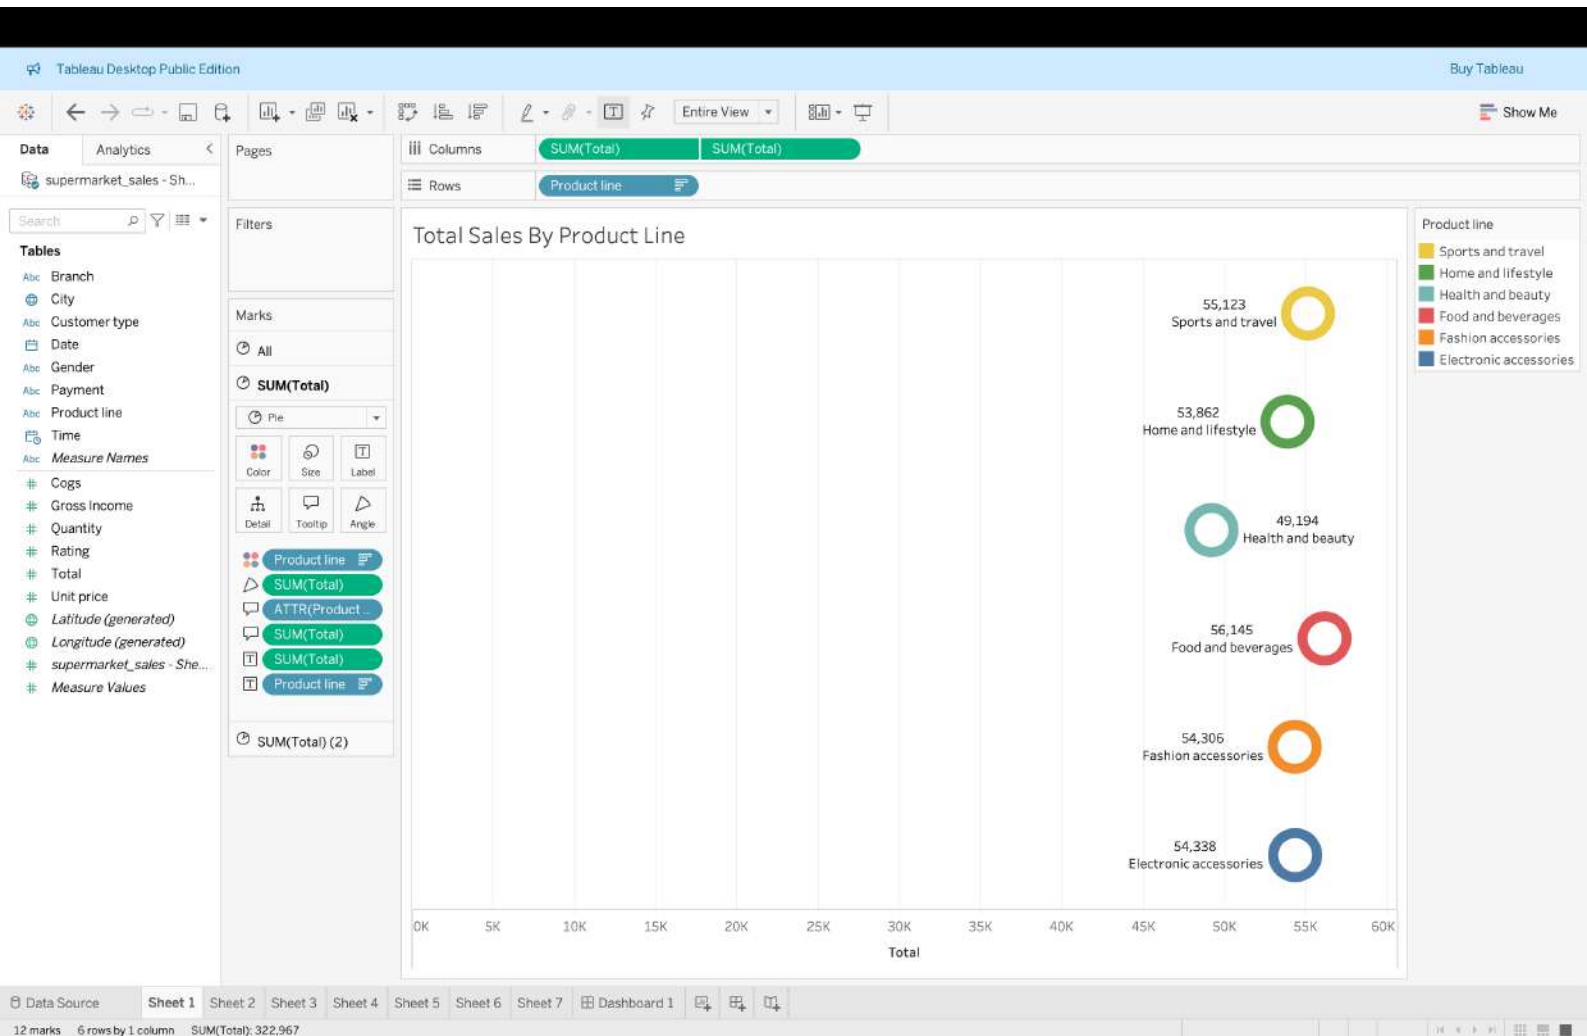 Tableau Desktop Public Edition
Buy Tableau
Entire View
Show Me
Data
Analytics
supermarket_sales - Sh...
Search
Tables
Abc Branch
City
Abc Customer type
Date
Abc Gender
Abc Payment
Abc Product line
Time
Abc Measure Names
# Cogs
# Gross Income
# Quantity
# Rating
# Total
# Unit price
Latitude (generated)
Longitude (generated)
# supermarket_sales - She...
# Measure Values
Pages
Filters
Marks
All
SUM(Total)
Pie
Color Size Label
Detail Tooltip Angle
Product line
SUM(Total)
ATTR(Product ..
SUM(Total)
SUM(Total)
Product line
SUM(Total) (2)
Columns SUM(Total) SUM(Total)
Rows Product line
Total Sales By Product Line
55,123
Sports and travel
53,862
Home and lifestyle
49,194
Health and beauty
56,145
Food and beverages
54,306
Fashion accessories
54,338
Electronic accessories
0K 5K 10K 15K 20K 25K 30K 35K 40K 45K 50K 55K 60K
Total
Product line
Sports and travel
Home and lifestyle
Health and beauty
Food and beverages
Fashion accessories
Electronic accessories
Data Source Sheet 1 Sheet 2 Sheet 3 Sheet 4 Sheet 5 Sheet 6 Sheet 7 Dashboard 1
12 marks 6 rows by 1 column SUM(Total): 322,967